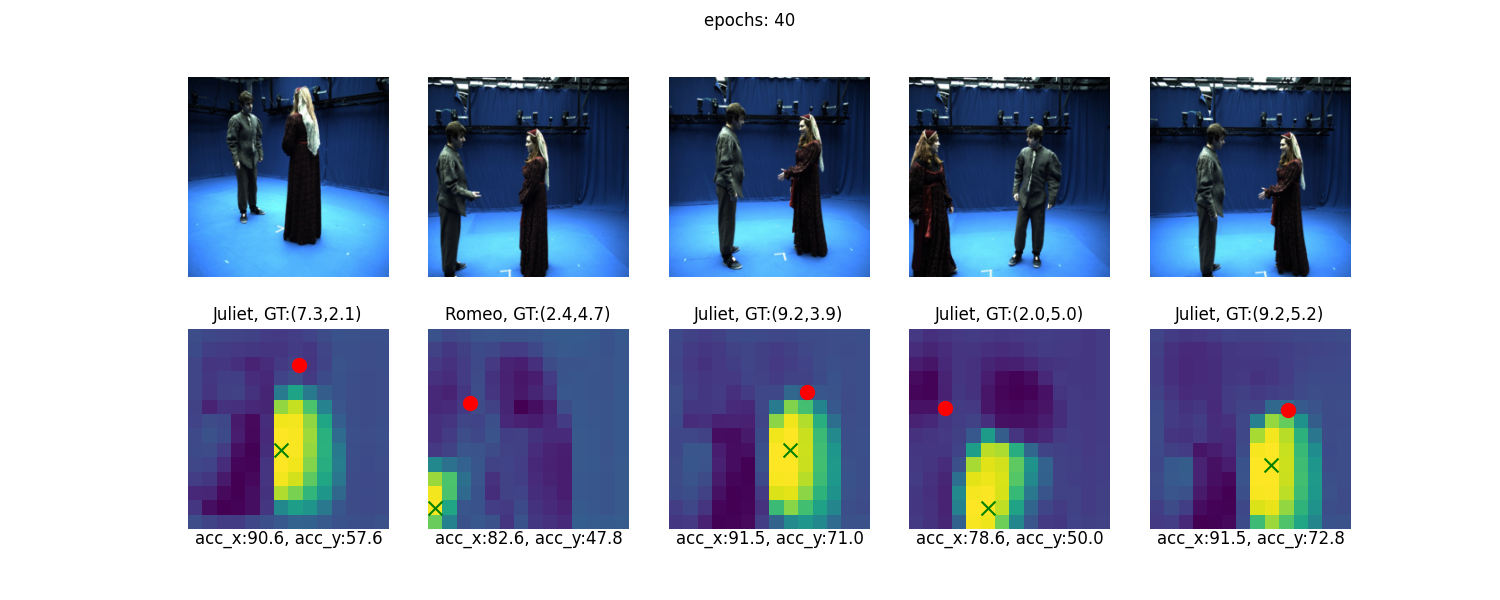 epochs: 40
Juliet, GT:(7.3,2.1)
Romeo, GT:(2.4,4.7)
Juliet, GT:(9.2,3.9)
Juliet, GT:(2.0,5.0)
Juliet, GT:(9.2,5.2)
acc_x:90.6, acc_y:57.6
acc_x:82.6, acc_y:47.8
acc_x:91.5, acc_y:71.0
acc_x:78.6, acc_y:50.0
acc_x:91.5, acc_y:72.8